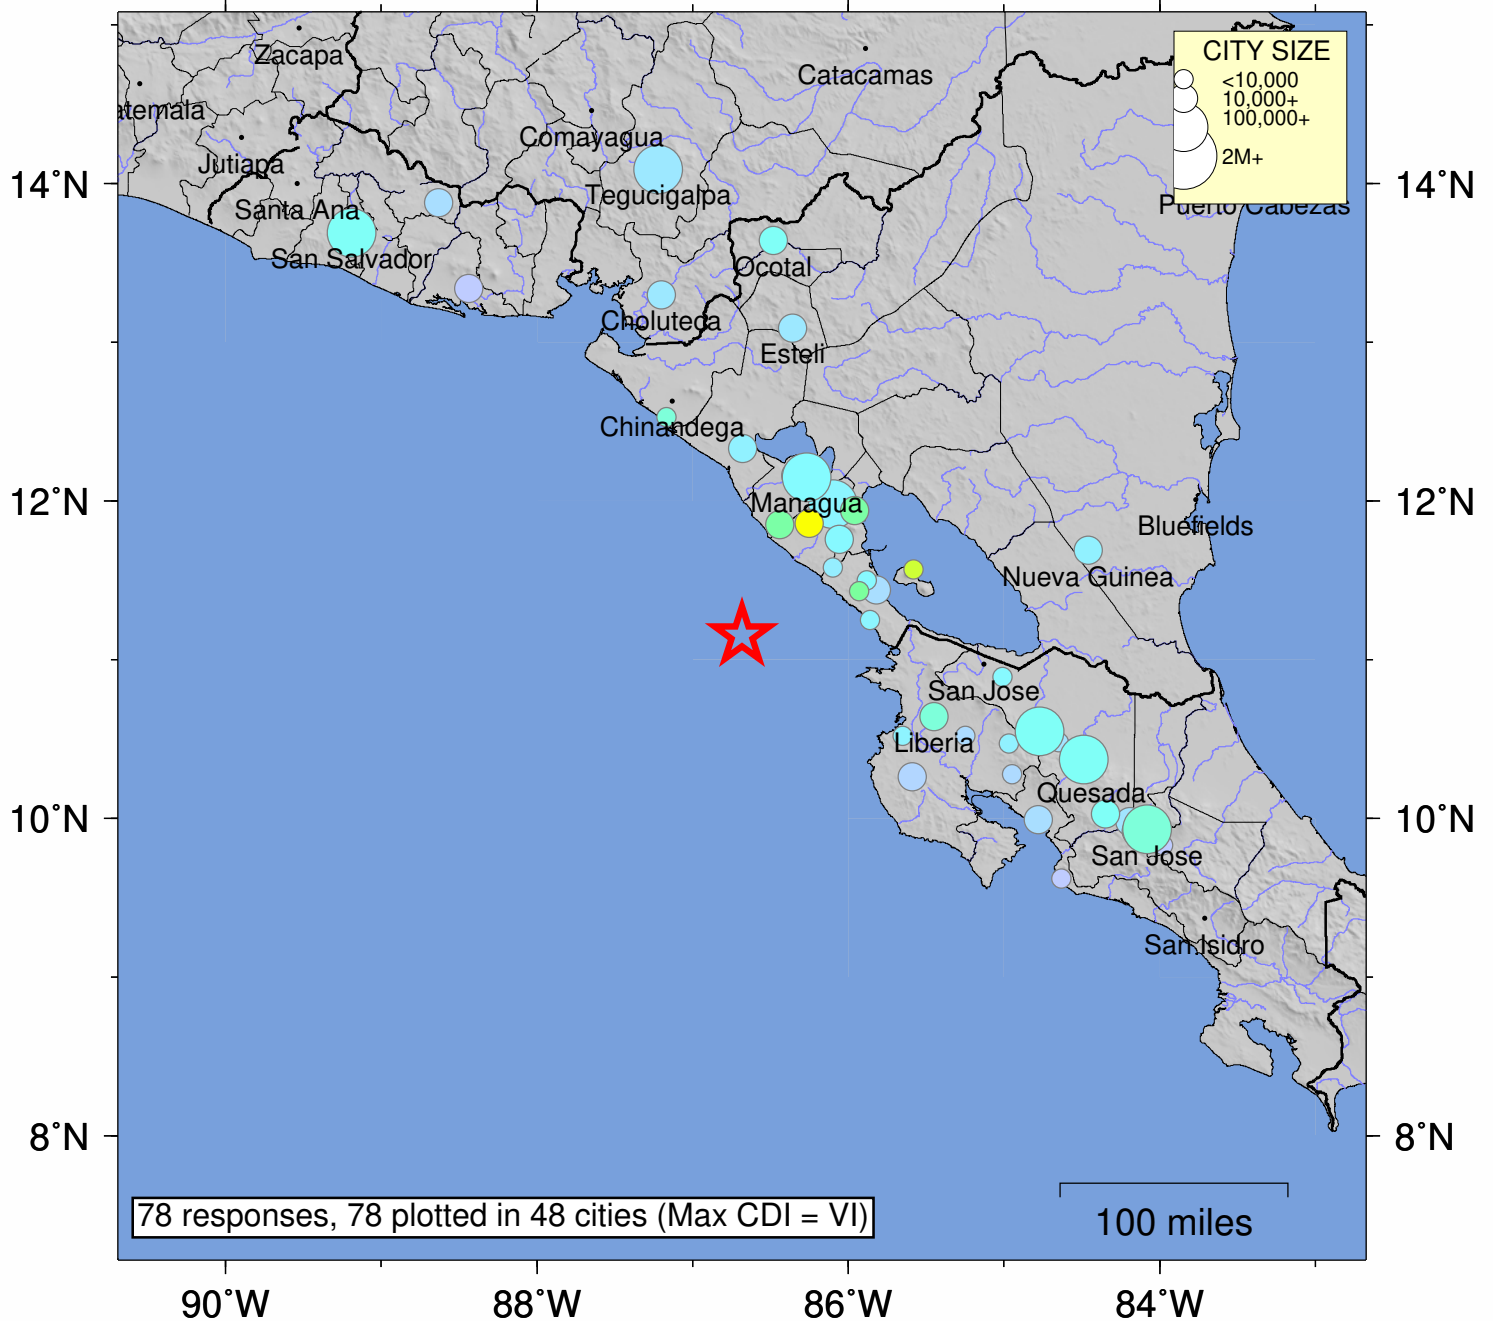 CITY SIZE
<10,000
10,000+
100,000+
2M+
Zacapa
Catacamas
atemala
Comayagua
Jutiapa
14°N
14°N
Tegucigalpa
Puerto Cabezas
Santa Ana
San Salvador
Ocotal
Choluteca
Esteli
Chinandega
12°N
Managua
12°N
Bluefields
Nueva Guinea
San Jose
Liberia
Quesada
10°N
10°N
San Jose
San Isidro
8°N
8°N
78 responses, 78 plotted in 48 cities (Max CDI = VI)
100 miles
90°W
88°W
86°W
84°W